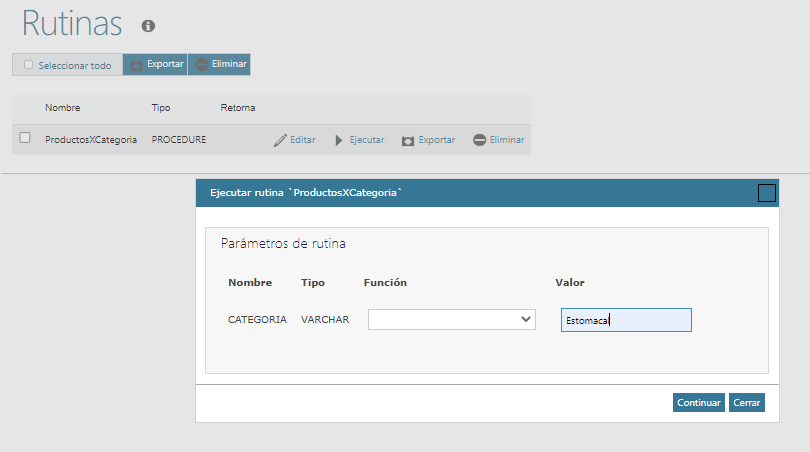 Rutinas
Seleccionar todo Exportar Eliminar
Nombre Tipo Retorna
ProductosXCategoria PROCEDURE Editar Ejecutar Exportar Eliminar
Ejecutar rutina `ProductosXCategoria`
Parámetros de rutina
Nombre Tipo Función Valor
CATEGORIA VARCHAR Estomacal
Continuar Cerrar